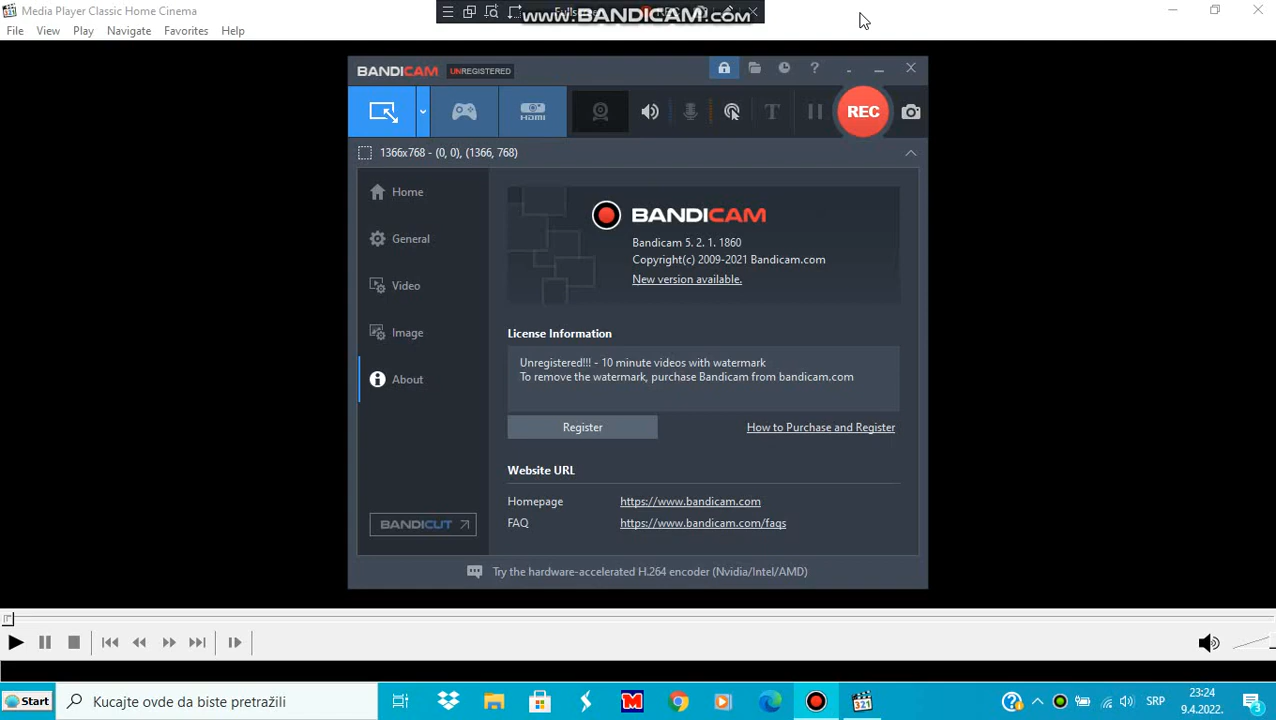 Media Player Classic Home Cinema
www.BANDICAM.com
File View Play Navigate Favorites Help
BANDICAM UNREGISTERED
HDMI
REC
1366x768 - (0, 0), (1366, 768)
Home
General
Video
Image
About
BANDICUT
BANDICAM
Bandicam 5. 2. 1. 1860
Copyright(c) 2009-2021 Bandicam.com
New version available.
License Information
Unregistered!!! - 10 minute videos with watermark
To remove the watermark, purchase Bandicam from bandicam.com
Register How to Purchase and Register
Website URL
Homepage https://www.bandicam.com
FAQ https://www.bandicam.com/faqs
Try the hardware-accelerated H.264 encoder (Nvidia/Intel/AMD)
Start Kucajte ovde da biste pretražili
321
SRP
23:24
9.4.2022.
3